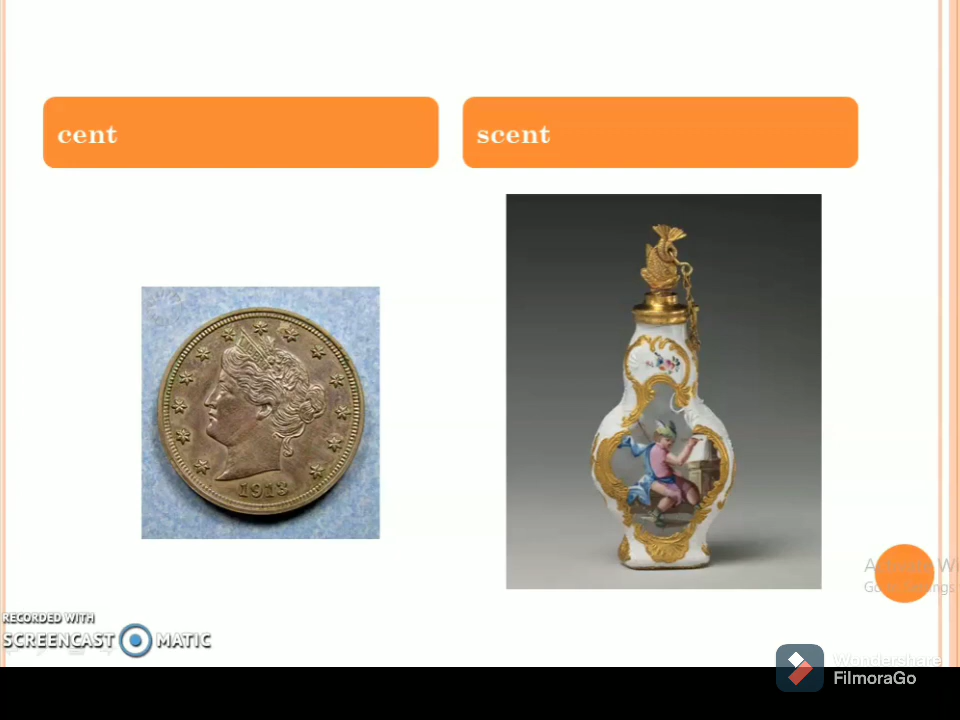 cent
scent
1913
RECORDED WITH
SCREENCAST MATIC
Wondershare
FilmoraGo